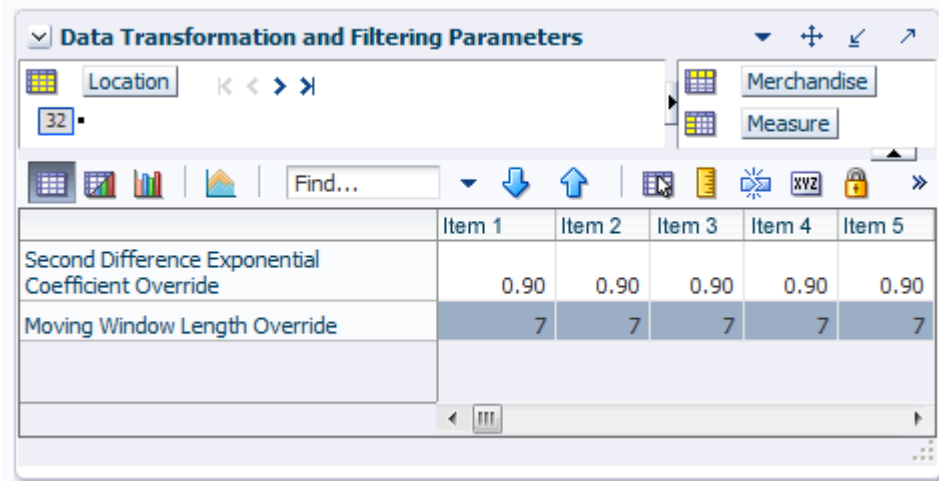 Data Transformation and Filtering Parameters
Location
Merchandise
32
Measure
Find...
XYZ
Item 1 Item 2 Item 3 Item 4 Item 5
Second Difference Exponential
Coefficient Override 0.90 0.90 0.90 0.90 0.90
Moving Window Length Override 7 7 7 7 7